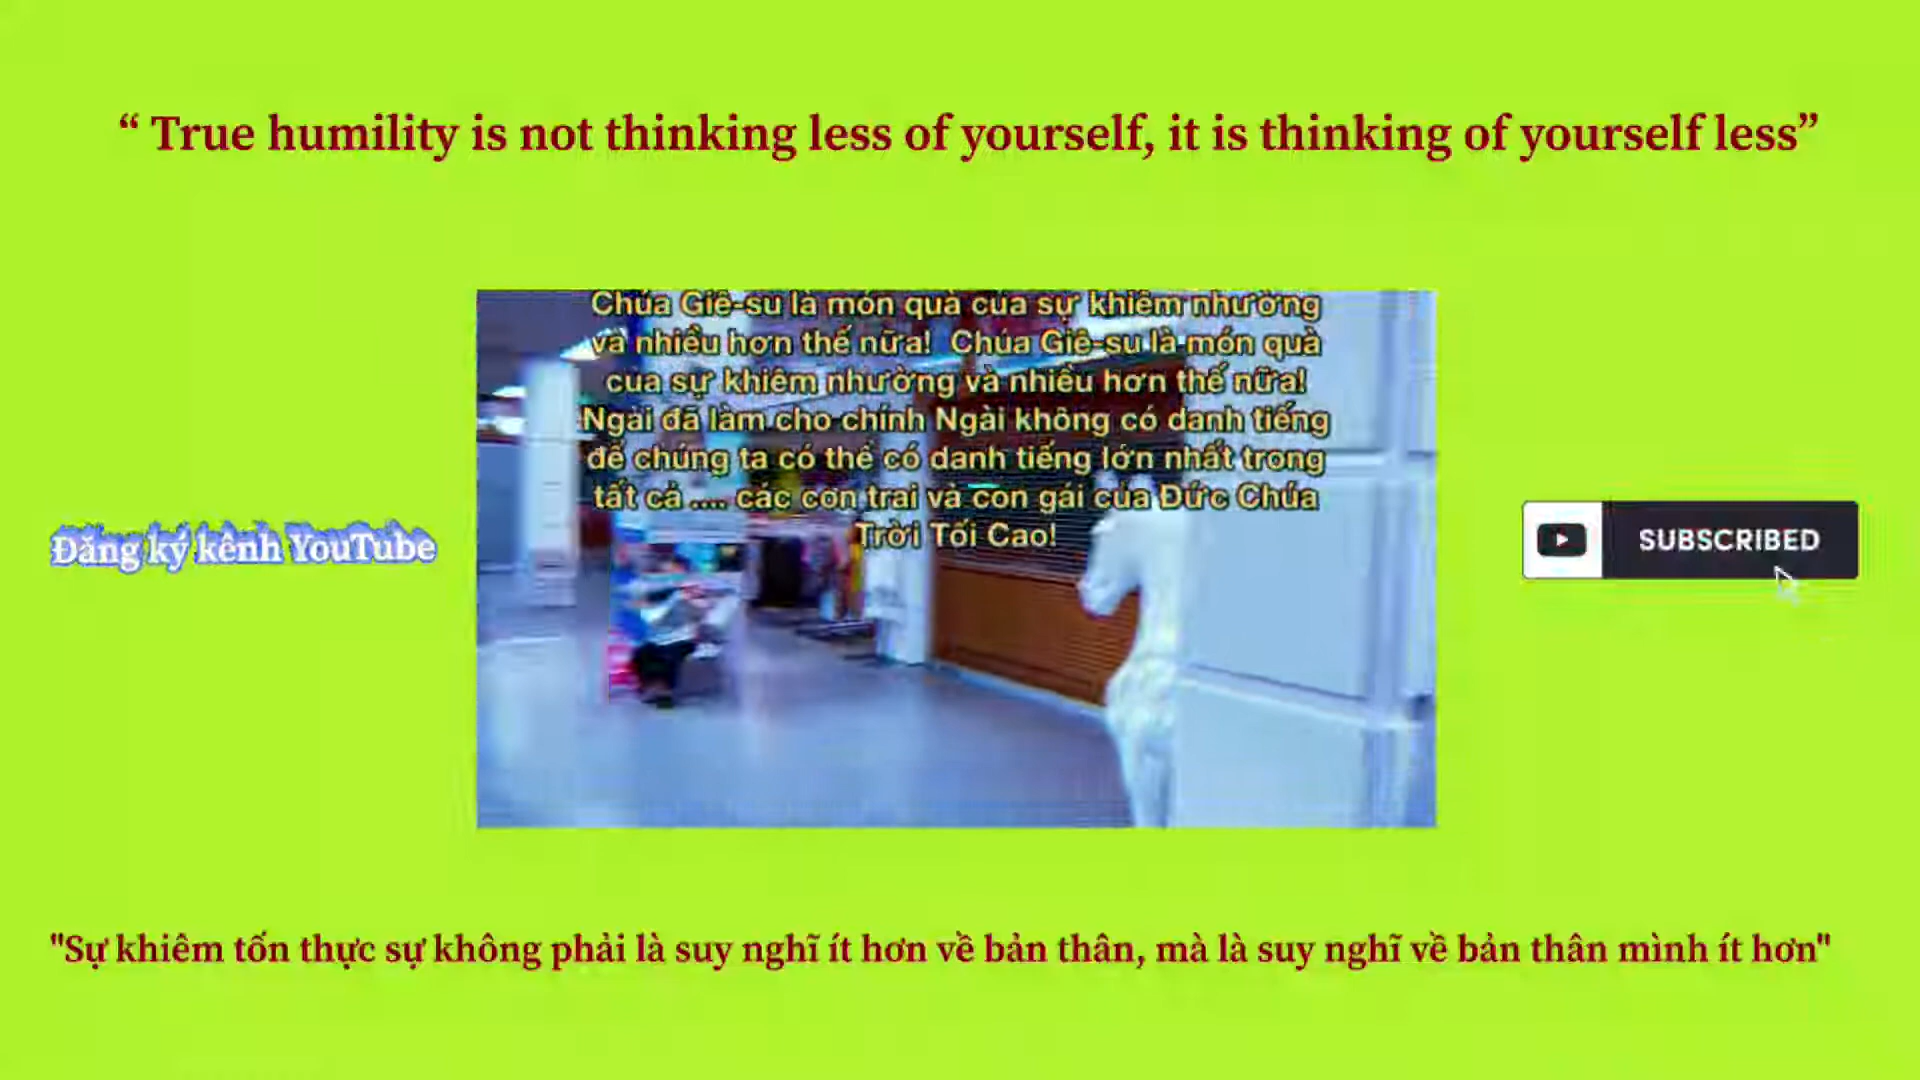 “ True humility is not thinking less of yourself, it is thinking of yourself less”
Chúa Giê-su là món quà của sự khiêm nhường
và nhiều hơn thế nữa!  Chúa Giê-su là món quà
của sự khiêm nhường và nhiều hơn thế nữa!
Ngài đã làm cho chính Ngài không có danh tiếng
để chúng ta có thể có danh tiếng lớn nhất trong
tất cả .... các con trai và con gái của Đức Chúa
Trời Tối Cao!
Đăng ký kênh YouTube
SUBSCRIBED
"Sự khiêm tốn thực sự không phải là suy nghĩ ít hơn về bản thân, mà là suy nghĩ về bản thân mình ít hơn"